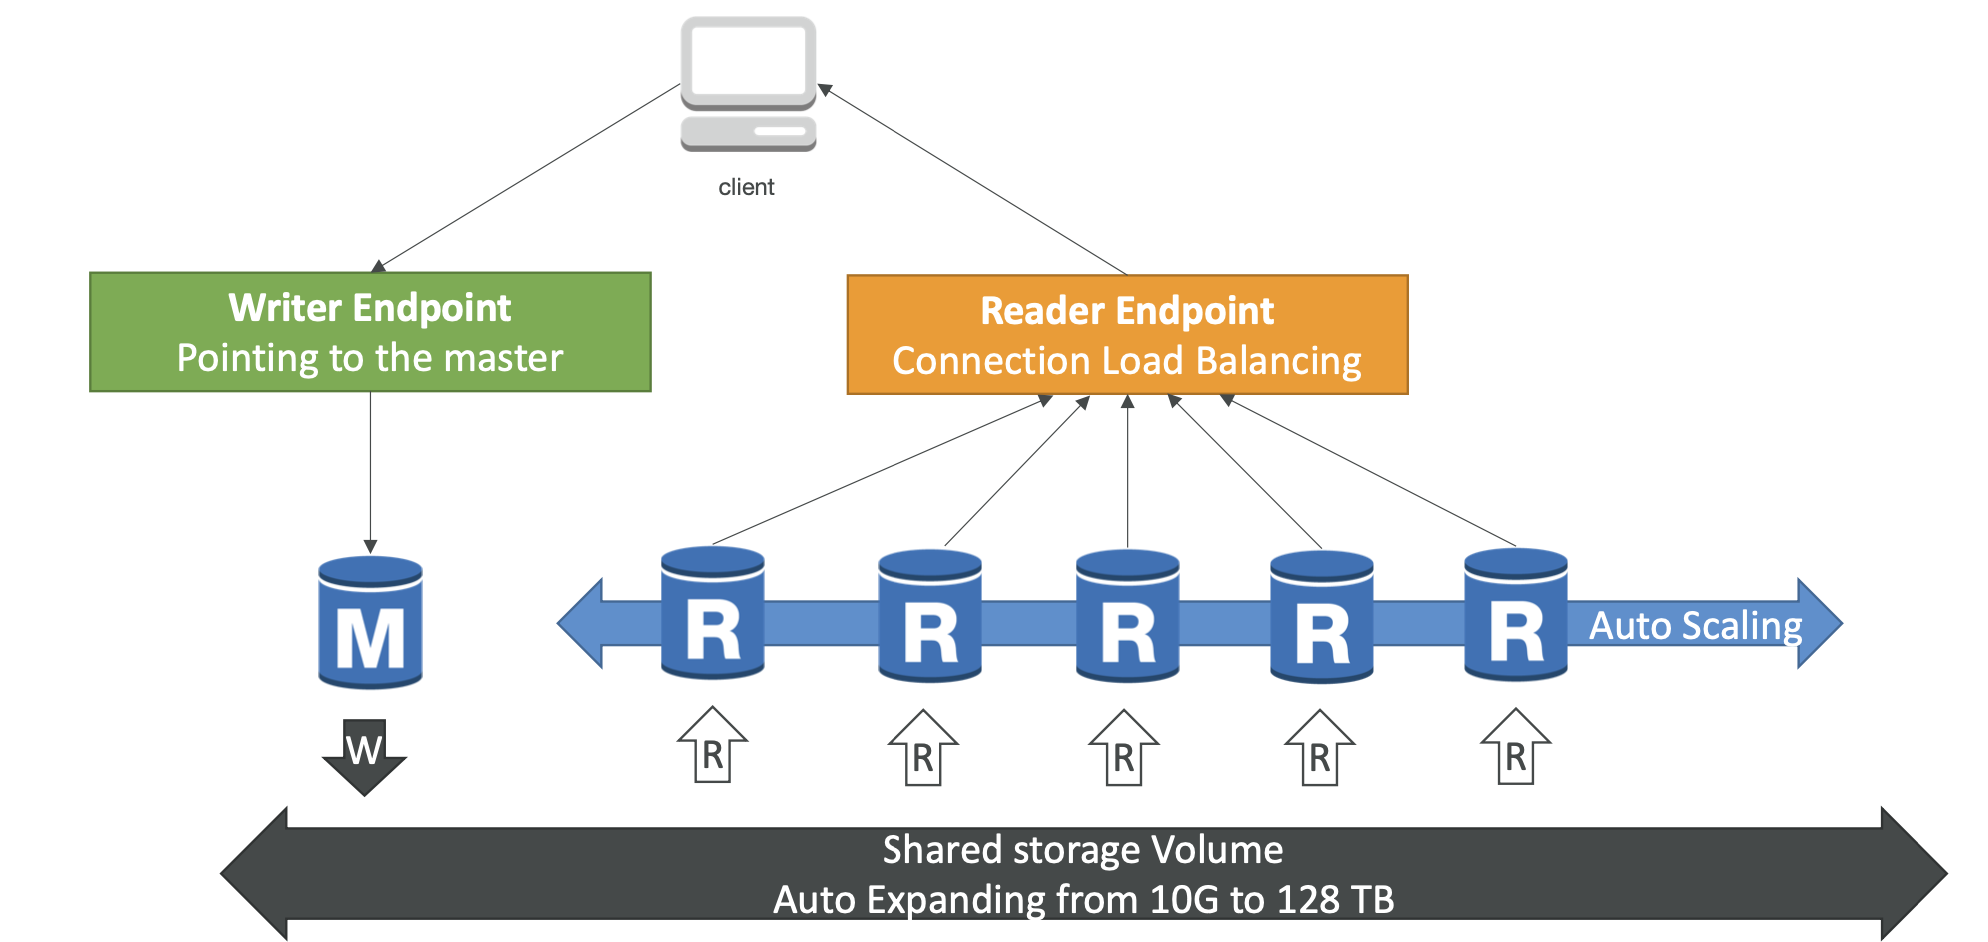 client
Writer Endpoint
Pointing to the master
Reader Endpoint
Connection Load Balancing
M
R
R
R
R
R
Auto Scaling
W
R
R
R
R
R
Shared storage Volume
Auto Expanding from 10G to 128 TB